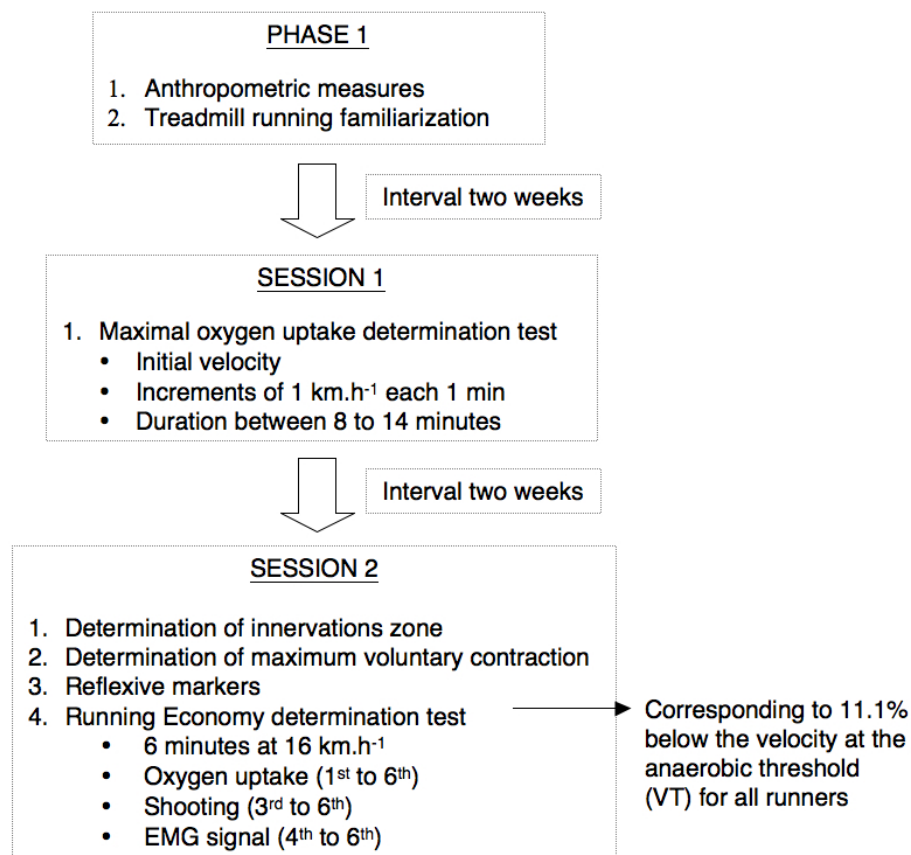 PHASE 1
1. Anthropometric measures
2. Treadmill running familiarization
Interval two weeks
SESSION 1
1. Maximal oxygen uptake determination test
• Initial velocity
• Increments of 1 km.h-1 each 1 min
• Duration between 8 to 14 minutes
Interval two weeks
SESSION 2
1. Determination of innervations zone
2. Determination of maximum voluntary contraction
3. Reflexive markers
4. Running Economy determination test
• 6 minutes at 16 km.h-1
• Oxygen uptake (1st to 6th)
• Shooting (3rd to 6th)
• EMG signal (4th to 6th)
Corresponding to 11.1%
below the velocity at the
anaerobic threshold
(VT) for all runners